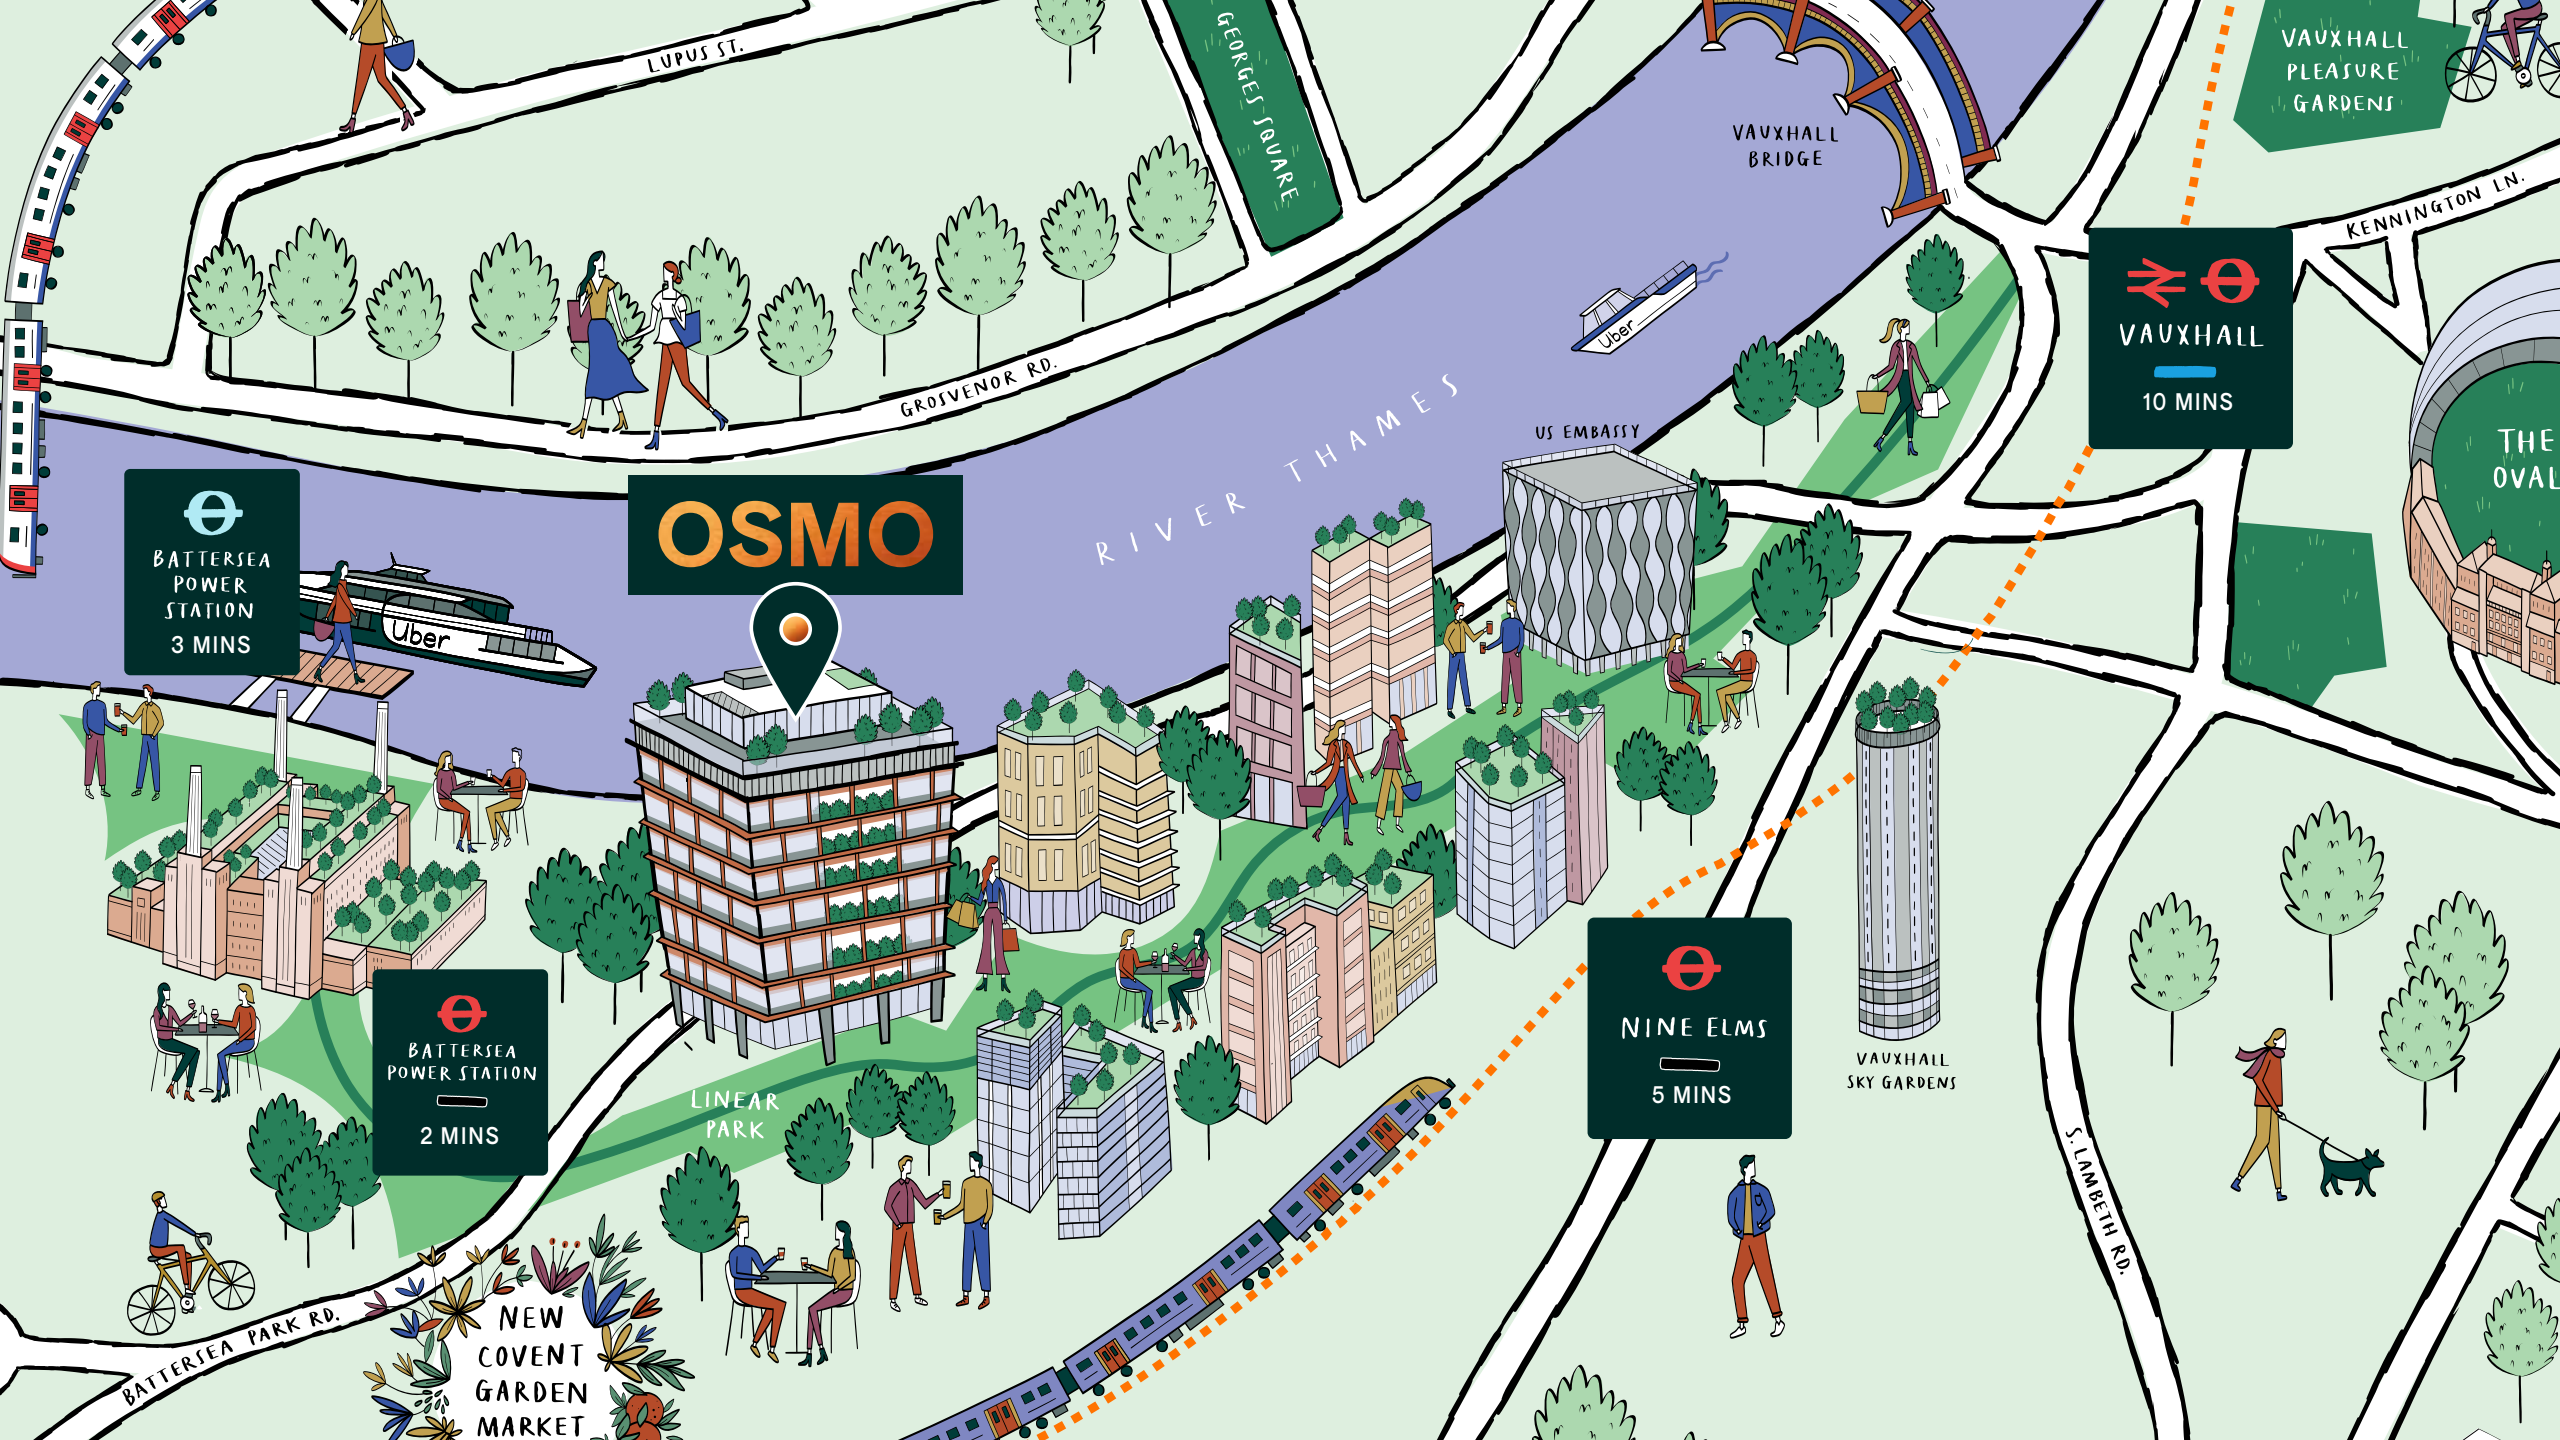 LUPUS ST.
GEORGES SQUARE
VAUXHALL
PLEASURE
GARDENS
VAUXHALL
BRIDGE
KENNINGTON LN.
VAUXHALL
10 MINS
Uber
GROSVENOR RD.
RIVER THAMES
US EMBASSY
THE
OVAL
BATTERSEA
POWER
STATION
3 MINS
Uber
OSMO
BATTERSEA
POWER STATION
2 MINS
NINE ELMS
5 MINS
VAUXHALL
SKY GARDENS
LINEAR
PARK
S. LAMBETH RD.
BATTERSEA PARK RD.
NEW
COVENT
GARDEN
MARKET